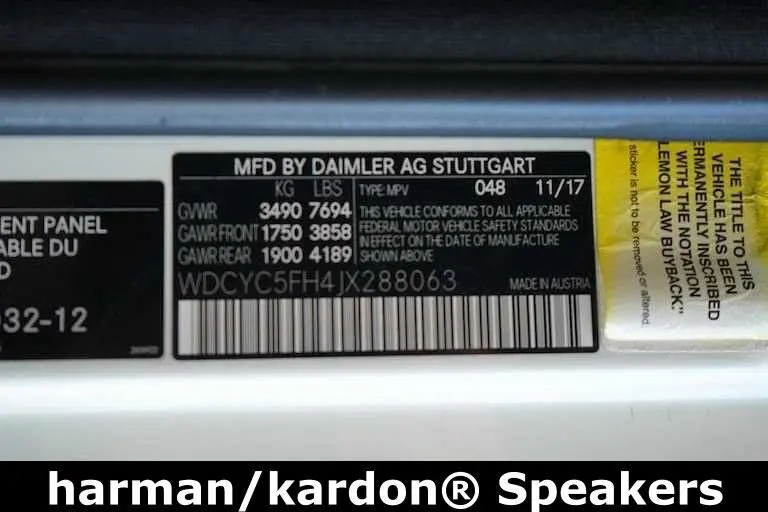 ENT PANEL
ABLE DU
D
32-12
MFD BY DAIMLER AG STUTTGART
KG LBS
GVWR 3490 7694
GAWR FRONT 1750 3858
GAWR REAR 1900 4189
TYPE: MPV 048 11/17
THIS VEHICLE COMPLIES TO ALL APPLICABLE
FEDERAL MOTOR VEHICLE SAFETY STANDARDS
IN EFFECT ON THE DATE OF MANUFACTURE
SHOWN ABOVE
WDCYC5FH4JX288063
MADE IN AUSTRIA
THE TITLE TO THIS
VEHICLE HAS BEEN
ERMANENTLY INSCRIBED
WITH THE NOTATION
LEMON LAW BUYBACK."
sticker is not to be removed or altered.
harman/kardon® Speakers